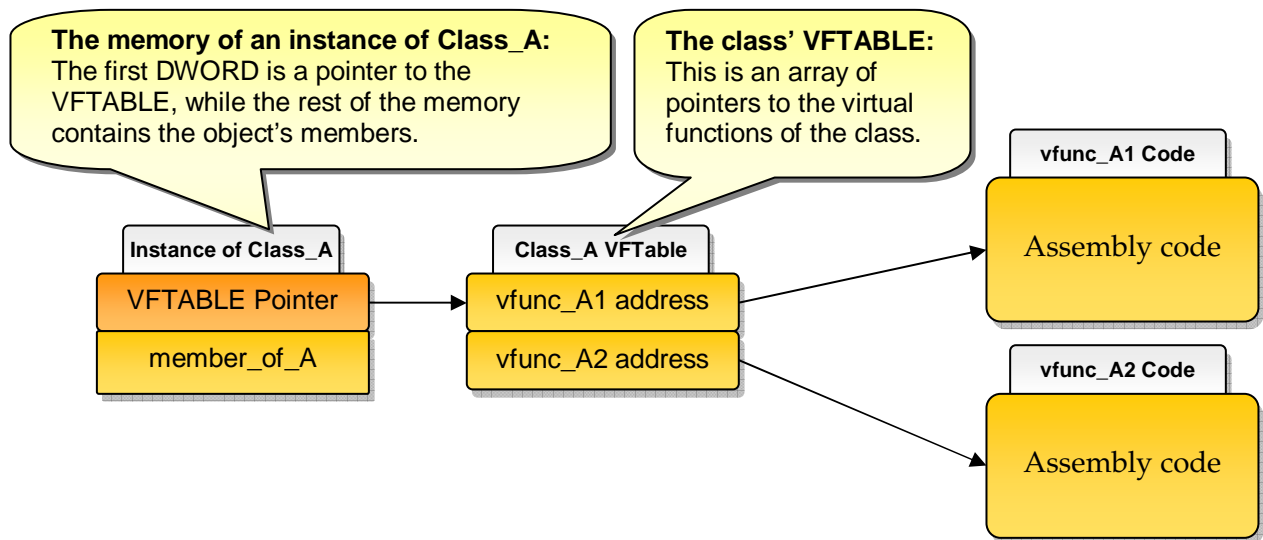 The memory of an instance of Class_A:
The first DWORD is a pointer to the
VFTABLE, while the rest of the memory
contains the object’s members.
The class’ VFTABLE:
This is an array of
pointers to the virtual
functions of the class.
Instance of Class_A
VFTABLE Pointer
member_of_A
Class_A VFTable
vfunc_A1 address
vfunc_A2 address
vfunc_A1 Code
Assembly code
vfunc_A2 Code
Assembly code